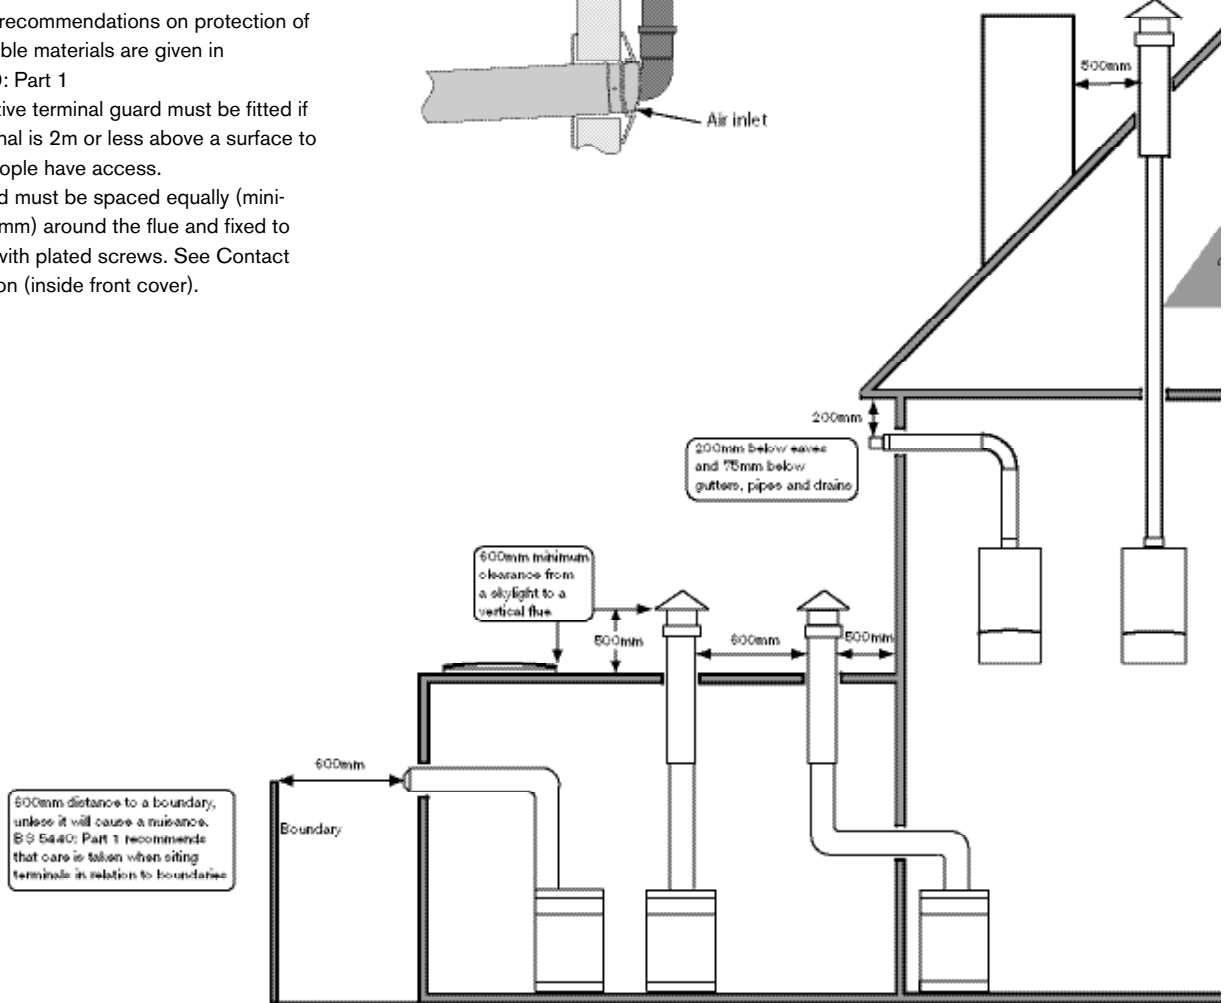 recommendations on protection of
ble materials are given in
: Part 1
tive terminal guard must be fitted if
nal is 2m or less above a surface to
ople have access.
d must be spaced equally (mini-
mm) around the flue and fixed to
with plated screws. See Contact
on (inside front cover).
Air inlet
500mm
200mm
200mm below eaves
and 75mm below
gutters, pipes and drains
600mm minimum
clearance from
a skylight to a
vertical flue
500mm
600mm
500mm
600mm
600mm distance to a boundary,
unless it will cause a nuisance.
BS 5440: Part 1 recommends
that care is taken when siting
terminals in relation to boundaries
Boundary